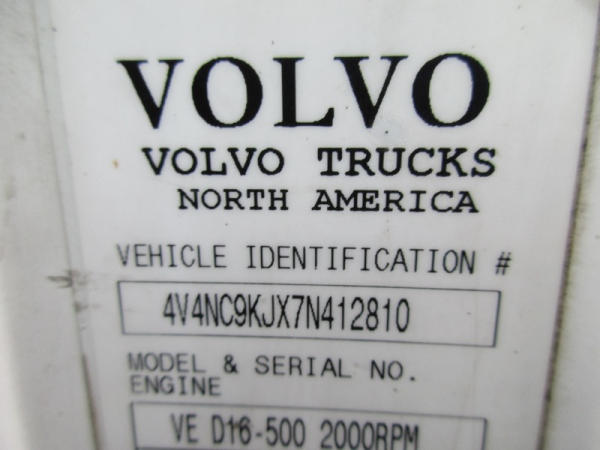 VOLVO
VOLVO TRUCKS
NORTH AMERICA
VEHICLE IDENTIFICATION #
4V4NC9KJX7N412810
MODEL & SERIAL NO.
ENGINE
VE D16-500 2000RPM